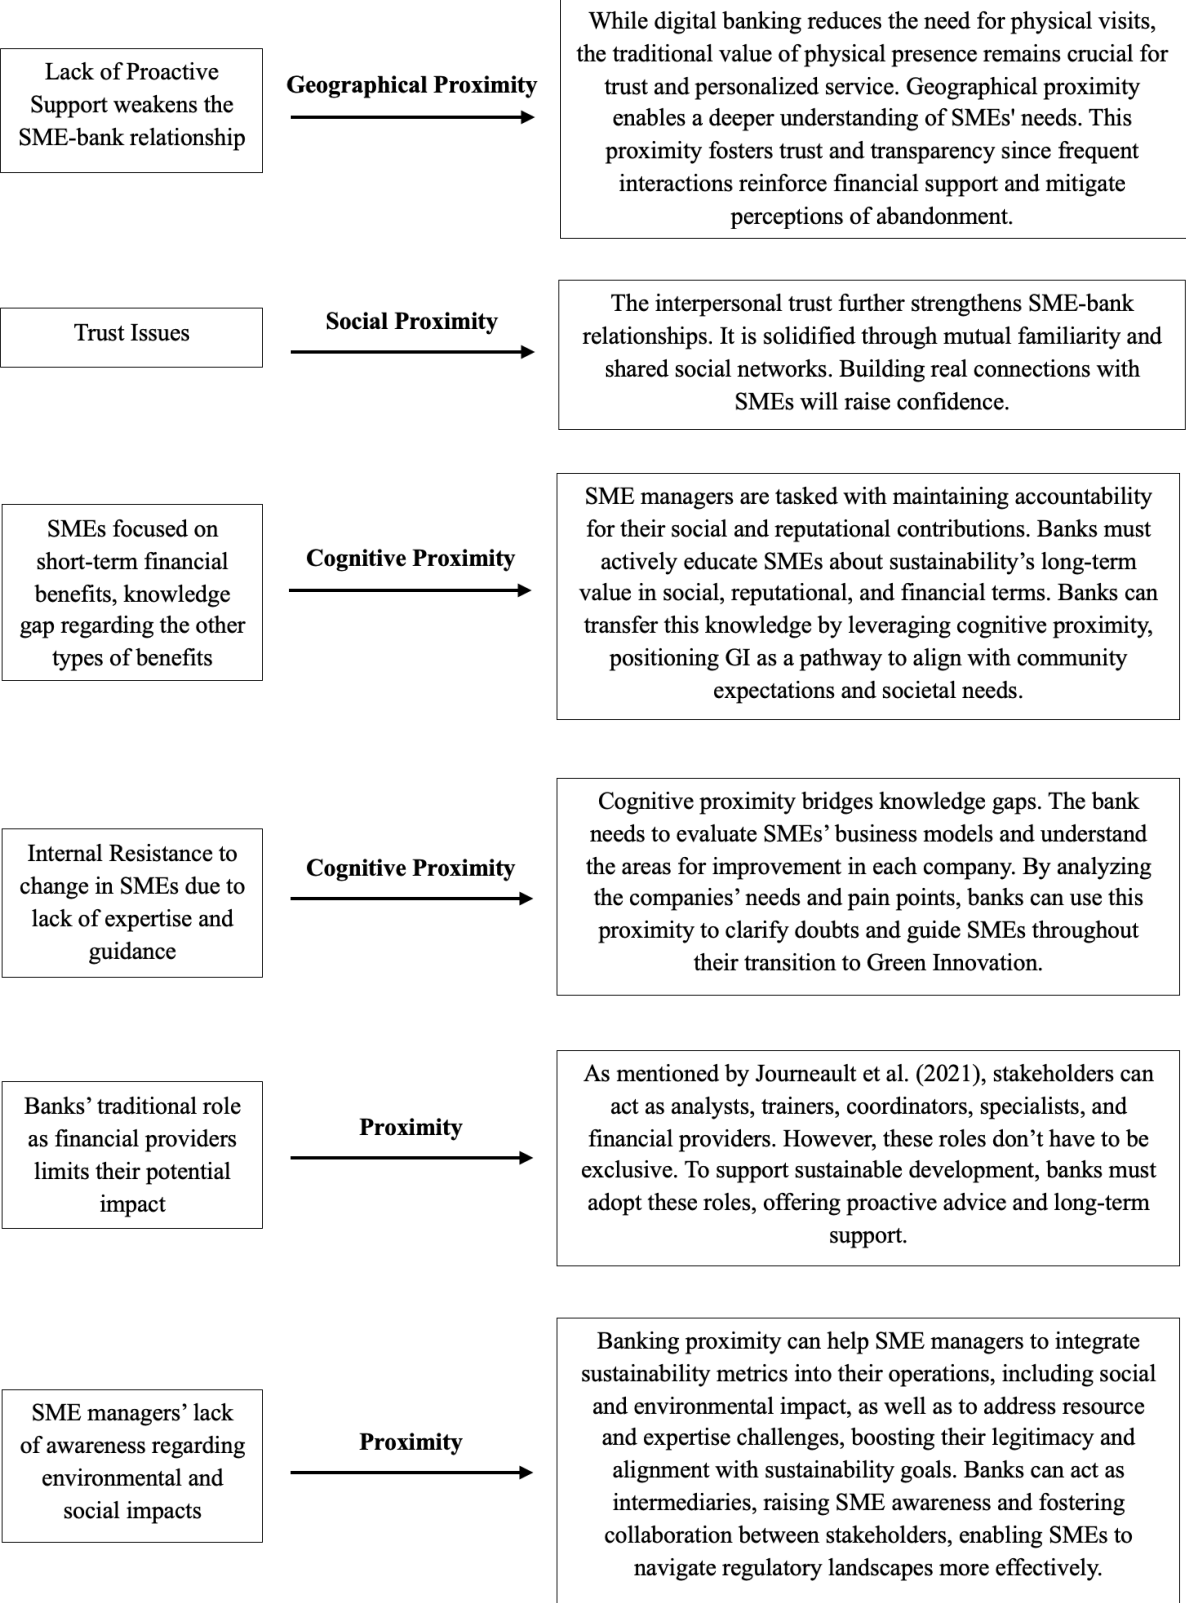 Lack of Proactive
Support weakens the
SME-bank relationship
Geographical Proximity
While digital banking reduces the need for physical visits,
the traditional value of physical presence remains crucial for
trust and personalized service. Geographical proximity
enables a deeper understanding of SMEs' needs. This
proximity fosters trust and transparency since frequent
interactions reinforce financial support and mitigate
perceptions of abandonment.
Trust Issues
Social Proximity
The interpersonal trust further strengthens SME-bank
relationships. It is solidified through mutual familiarity and
shared social networks. Building real connections with
SMEs will raise confidence.
SMEs focused on
short-term financial
benefits, knowledge
gap regarding the other
types of benefits
Cognitive Proximity
SME managers are tasked with maintaining accountability
for their social and reputational contributions. Banks must
actively educate SMEs about sustainability’s long-term
value in social, reputational, and financial terms. Banks can
transfer this knowledge by leveraging cognitive proximity,
positioning GI as a pathway to align with community
expectations and societal needs.
Internal Resistance to
change in SMEs due to
lack of expertise and
guidance
Cognitive Proximity
Cognitive proximity bridges knowledge gaps. The bank
needs to evaluate SMEs’ business models and understand
the areas for improvement in each company. By analyzing
the companies’ needs and pain points, banks can use this
proximity to clarify doubts and guide SMEs throughout
their transition to Green Innovation.
Banks’ traditional role
as financial providers
limits their potential
impact
Proximity
As mentioned by Journeault et al. (2021), stakeholders can
act as analysts, trainers, coordinators, specialists, and
financial providers. However, these roles don’t have to be
exclusive. To support sustainable development, banks must
adopt these roles, offering proactive advice and long-term
support.
SME managers’ lack
of awareness regarding
environmental and
social impacts
Proximity
Banking proximity can help SME managers to integrate
sustainability metrics into their operations, including social
and environmental impact, as well as to address resource
and expertise challenges, boosting their legitimacy and
alignment with sustainability goals. Banks can act as
intermediaries, raising SME awareness and fostering
collaboration between stakeholders, enabling SMEs to
navigate regulatory landscapes more effectively.